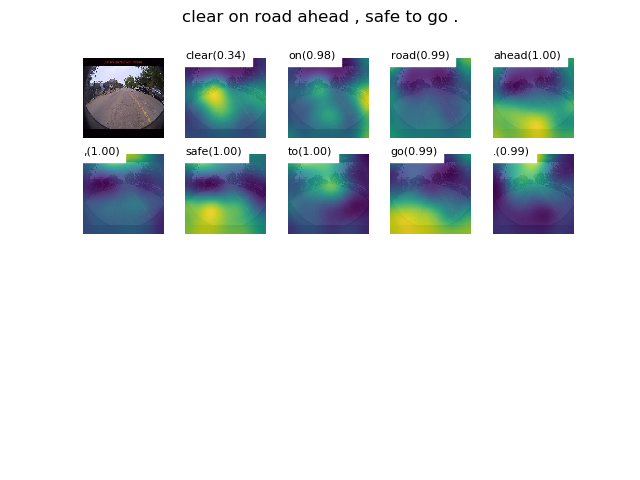 clear on road ahead , safe to go .
clear(0.34) on(0.98) road(0.99) ahead(1.00)
,(1.00) safe(1.00) to(1.00) go(0.99) .(0.99)